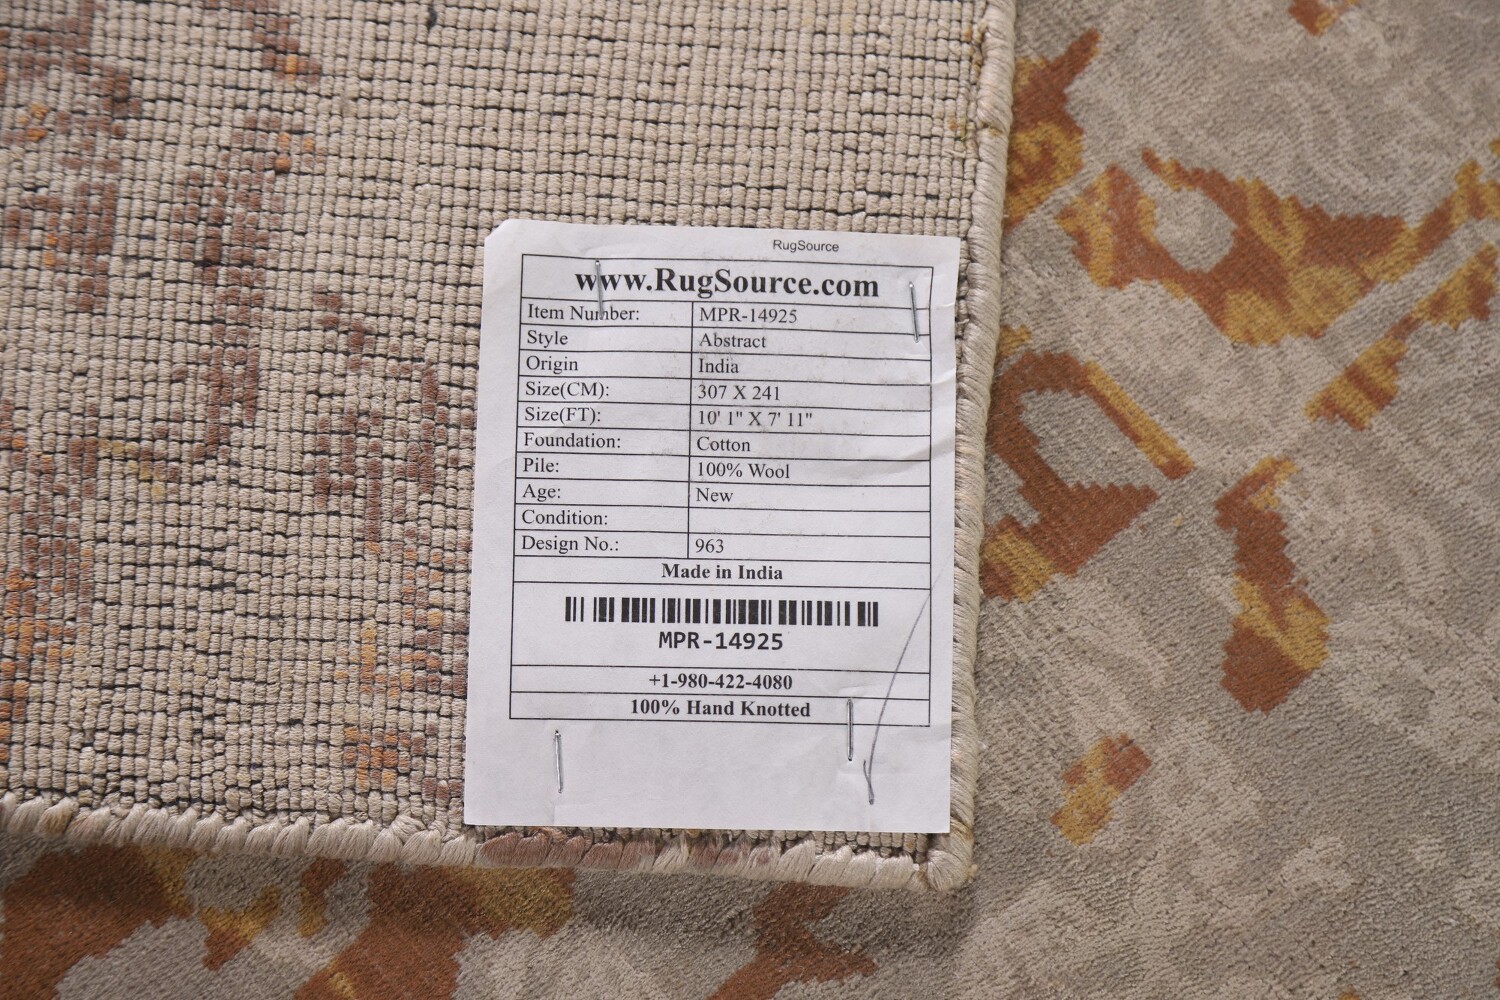 RugSource
www.RugSource.com
Item Number: MPR-14925
Style Abstract
Origin India
Size(CM): 307 X 241
Size(FT): 10' 1" X 7' 11"
Foundation: Cotton
Pile: 100% Wool
Age: New
Condition:
Design No.: 963
Made in India
MPR-14925
+1-980-422-4080
100% Hand Knotted